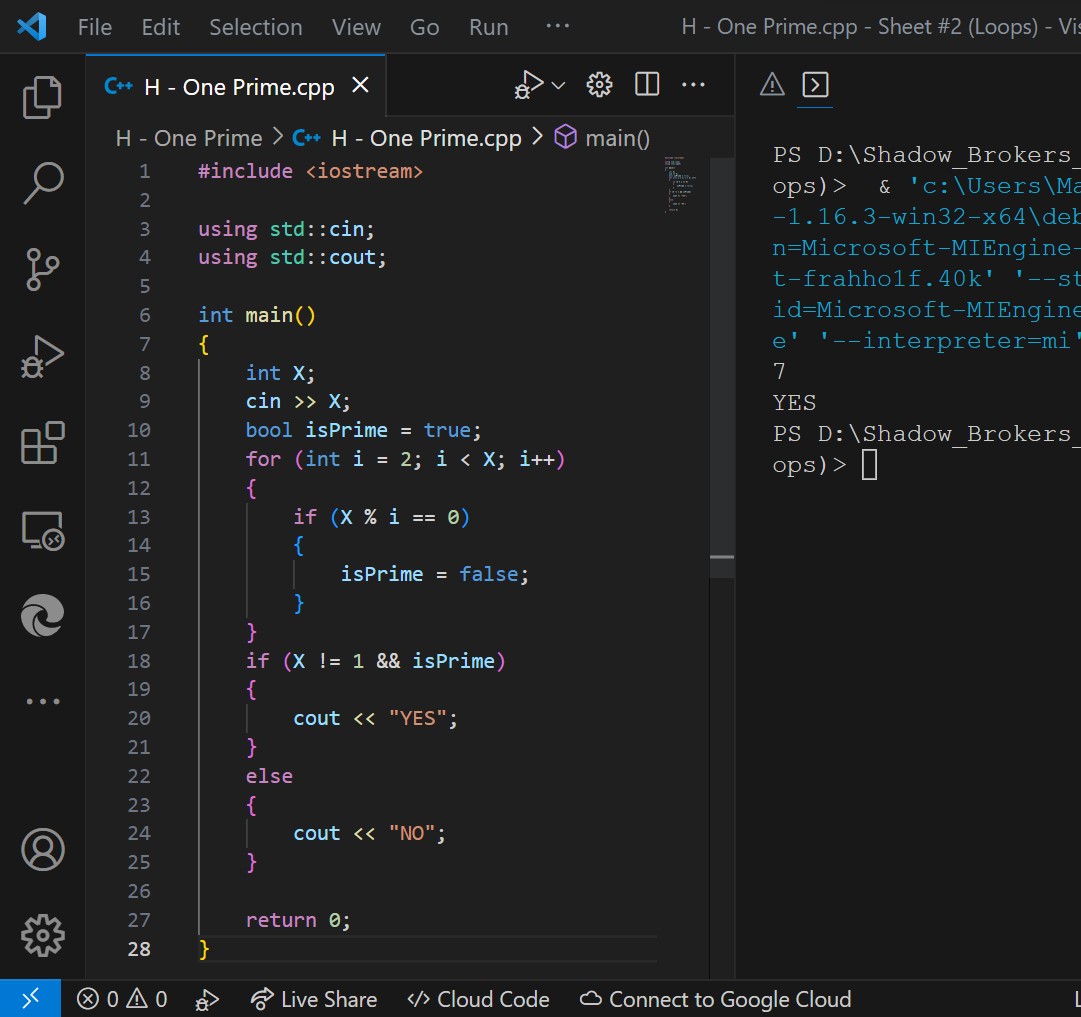 File Edit Selection View Go Run ··· H - One Prime.cpp - Sheet #2 (Loops) -
C++ H - One Prime.cpp
H - One Prime > C++ H - One Prime.cpp > main()
1 #include <iostream>
2
3 using std::cin;
4 using std::cout;
5
6 int main()
7 {
8 int X;
9 cin >> X;
10 bool isPrime = true;
11 for (int i = 2; i < X; i++)
12 {
13 if (X % i == 0)
14 {
15 isPrime = false;
16 }
17 }
18 if (X != 1 && isPrime)
19 {
20 cout << "YES";
21 }
22 else
23 {
24 cout << "NO";
25 }
26
27 return 0;
28 }
PS D:\Shadow_Brokers_
ops)> & 'c:\Users\Ma
-1.16.3-win32-x64\deb
n=Microsoft-MIEngine-
t-frahho1f.40k' '--st
id=Microsoft-MIEngine
e' '--interpreter=mi'
7
YES
PS D:\Shadow_Brokers_
ops)>
0 0 Live Share Cloud Code Connect to Google Cloud